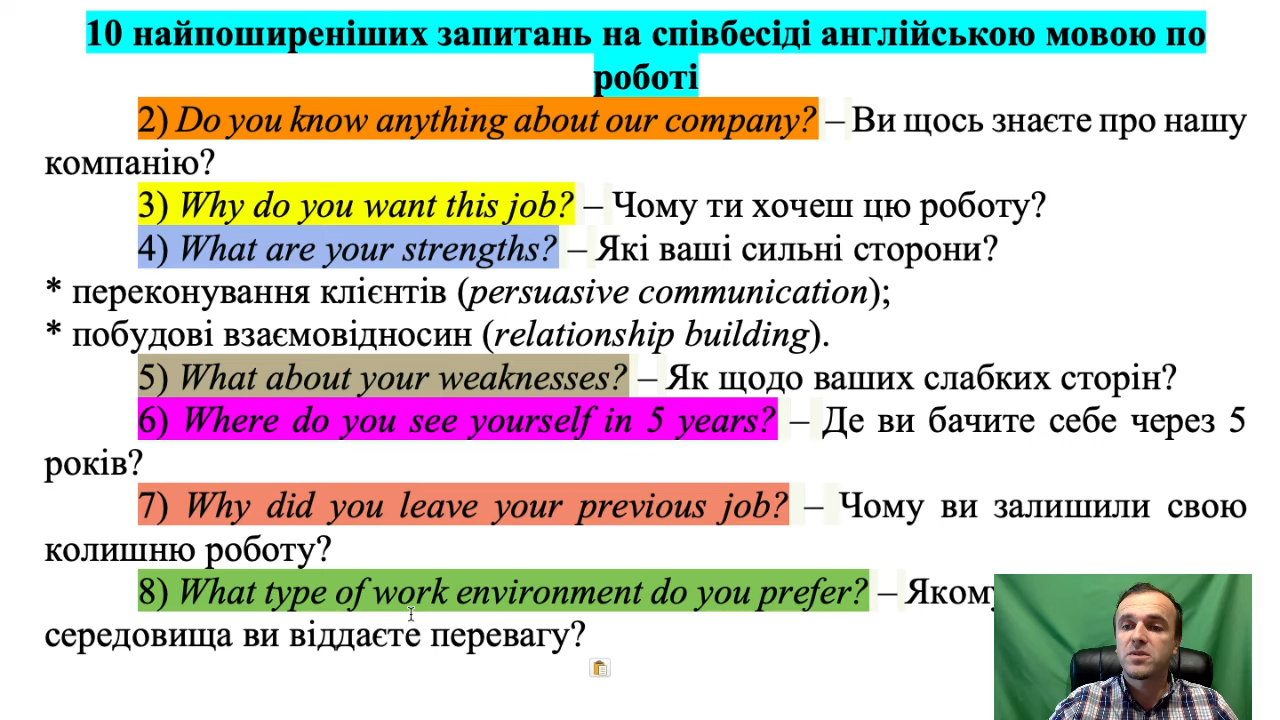 10 найпоширеніших запитань на співбесіді англійською мовою по
роботі
2) Do you know anything about our company? – Ви щось знаєте про нашу
компанію?
3) Why do you want this job? – Чому ти хочеш цю роботу?
4) What are your strengths? – Які ваші сильні сторони?
* переконування клієнтів (persuasive communication);
* побудові взаємовідносин (relationship building).
5) What about your weaknesses? – Як щодо ваших слабких сторін?
6) Where do you see yourself in 5 years? – Де ви бачите себе через 5
років?
7) Why did you leave your previous job? – Чому ви залишили свою
колишню роботу?
8) What type of work environment do you prefer? –
середовища ви віддаєте перевагу?